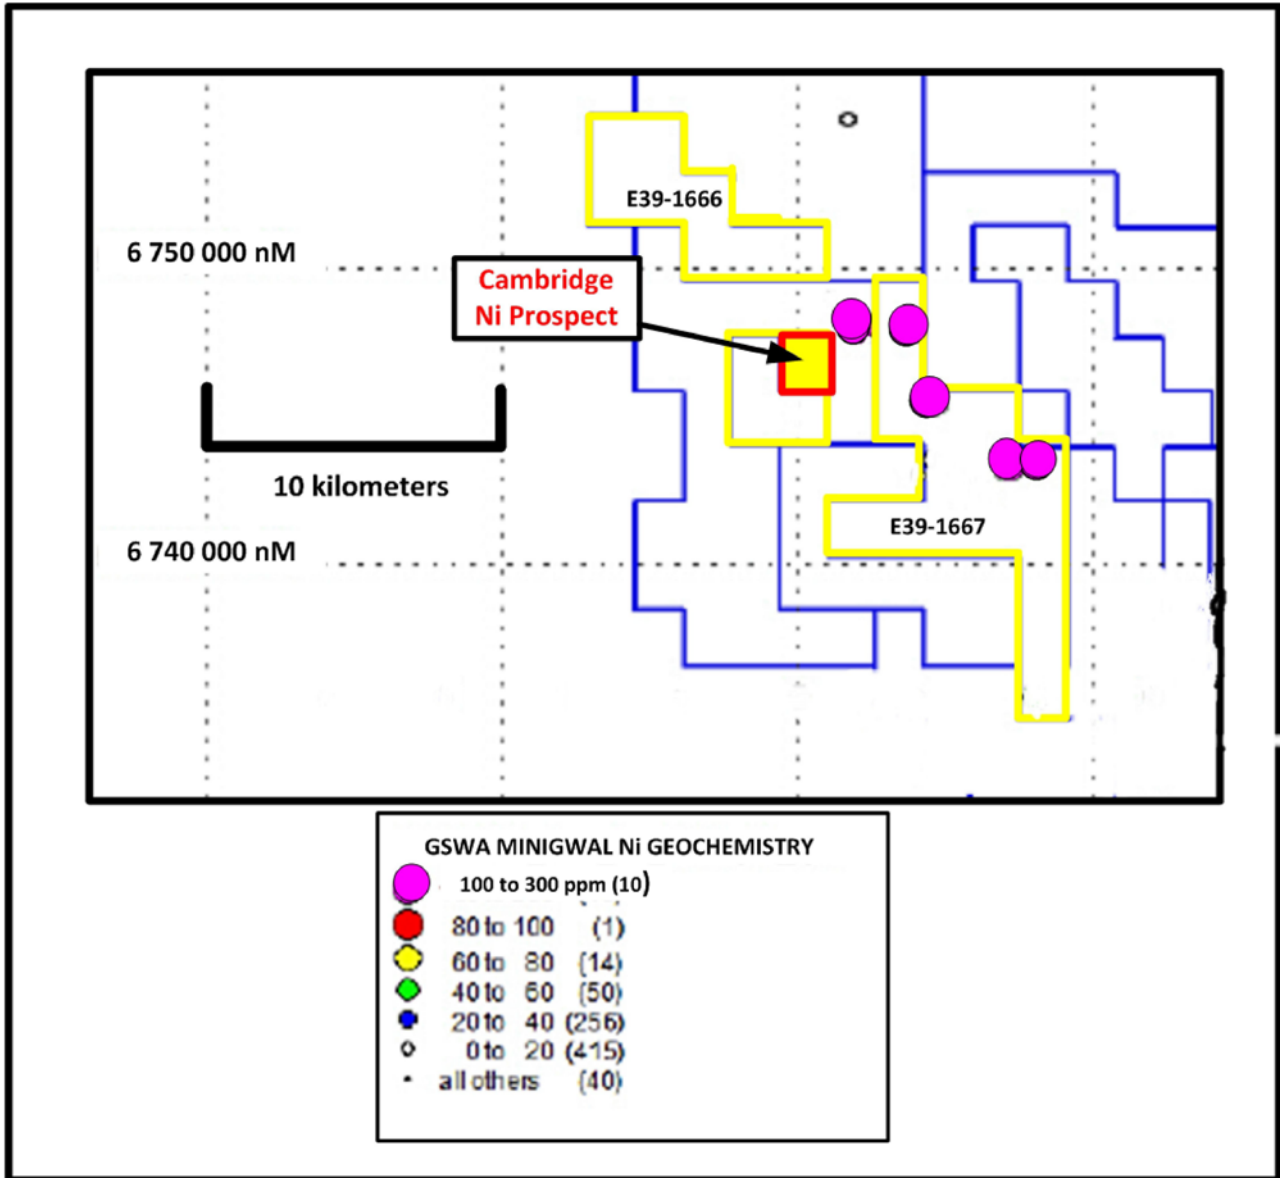 E39-1666
6 750 000 nM
Cambridge
Ni Prospect
10 kilometers
E39-1667
6 740 000 nM
GSWA MINIGWAL Ni GEOCHEMISTRY
100 to 300 ppm (10)
80 to 100 (1)
60 to 80 (14)
40 to 60 (50)
20 to 40 (256)
0 to 20 (415)
all others (40)